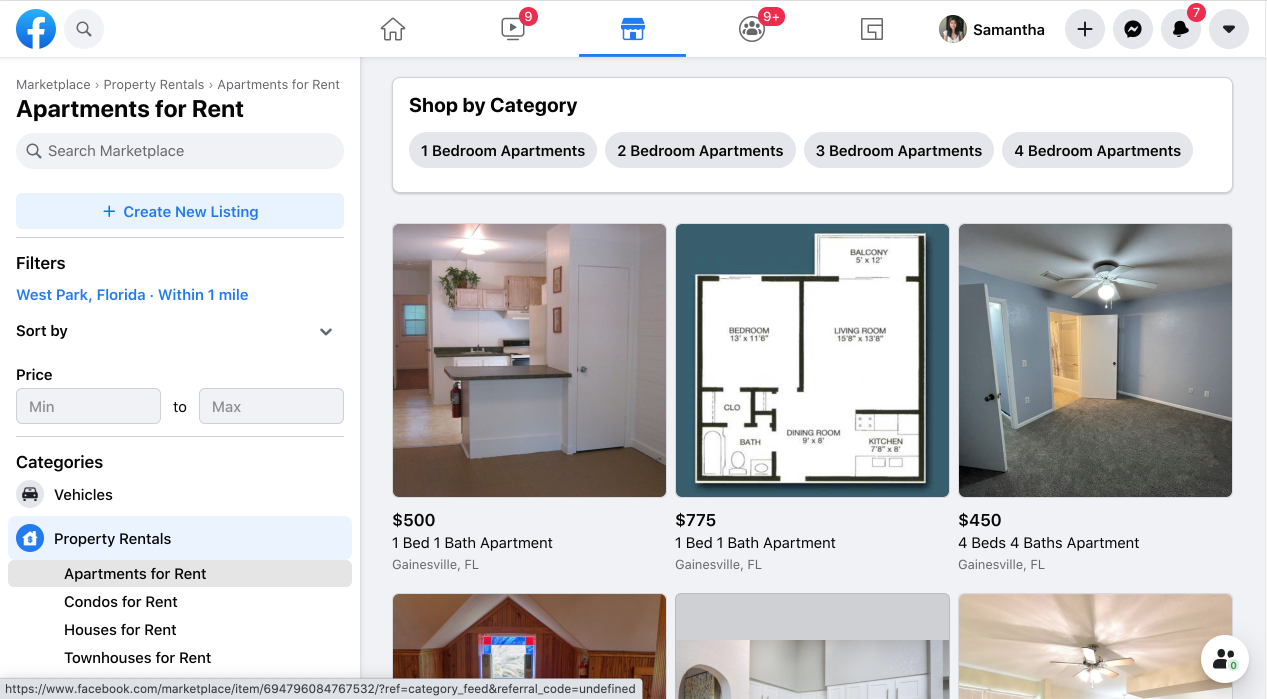 9
9+
Samantha
7
Marketplace › Property Rentals › Apartments for Rent
Apartments for Rent
Search Marketplace
+ Create New Listing
Filters
West Park, Florida · Within 1 mile
Sort by
Price
Min to Max
Categories
Vehicles
Property Rentals
Apartments for Rent
Condos for Rent
Houses for Rent
Townhouses for Rent
https://www.facebook.com/marketplace/item/694796084767532/?ref=category_feed&referral_code=undefined
Shop by Category
1 Bedroom Apartments
2 Bedroom Apartments
3 Bedroom Apartments
4 Bedroom Apartments
BALCONY
5' x 12'
BEDROOM
13' x 11'6"
LIVING ROOM
15'8" x 13'8"
CLO
BATH
DINING ROOM
9' x 8'
KITCHEN
7'8" x 8'
$500
1 Bed 1 Bath Apartment
Gainesville, FL
$775
1 Bed 1 Bath Apartment
Gainesville, FL
$450
4 Beds 4 Baths Apartment
Gainesville, FL
0